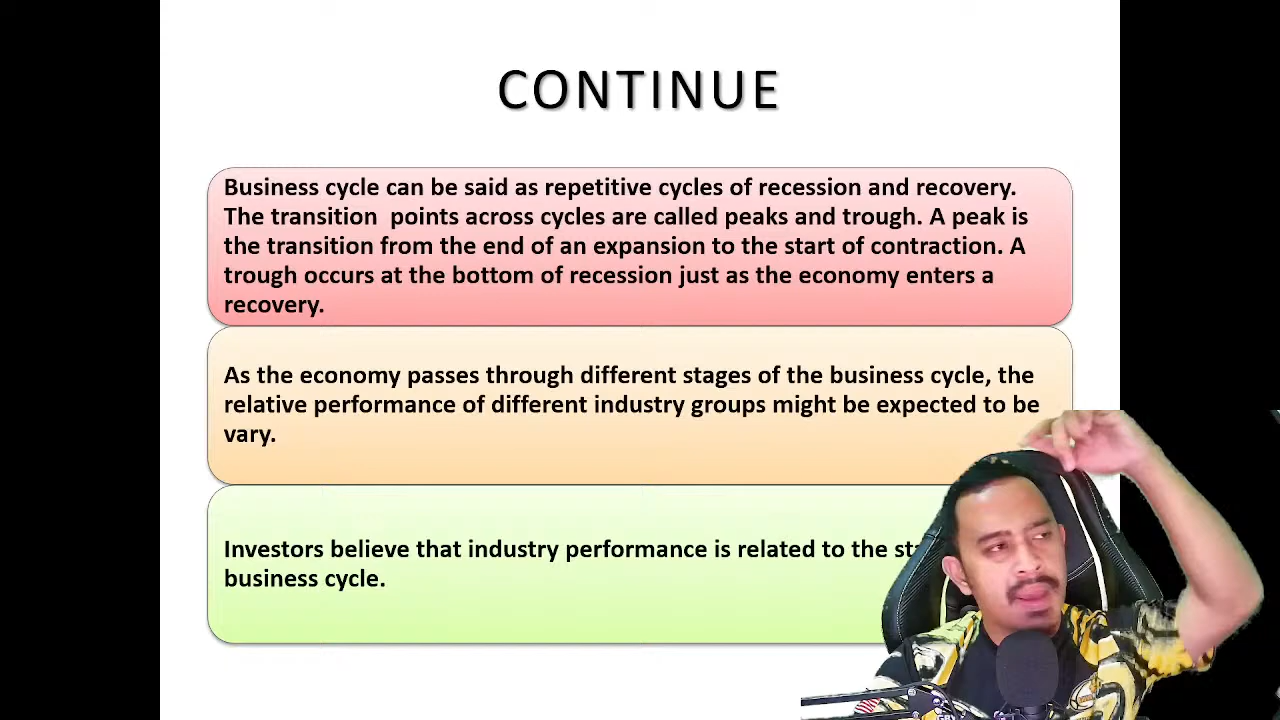 CONTINUE
Business cycle can be said as repetitive cycles of recession and recovery.
The transition points across cycles are called peaks and trough. A peak is
the transition from the end of an expansion to the start of contraction. A
trough occurs at the bottom of recession just as the economy enters a
recovery.
As the economy passes through different stages of the business cycle, the
relative performance of different industry groups might be expected to be
vary.
Investors believe that industry performance is related to the
business cycle.